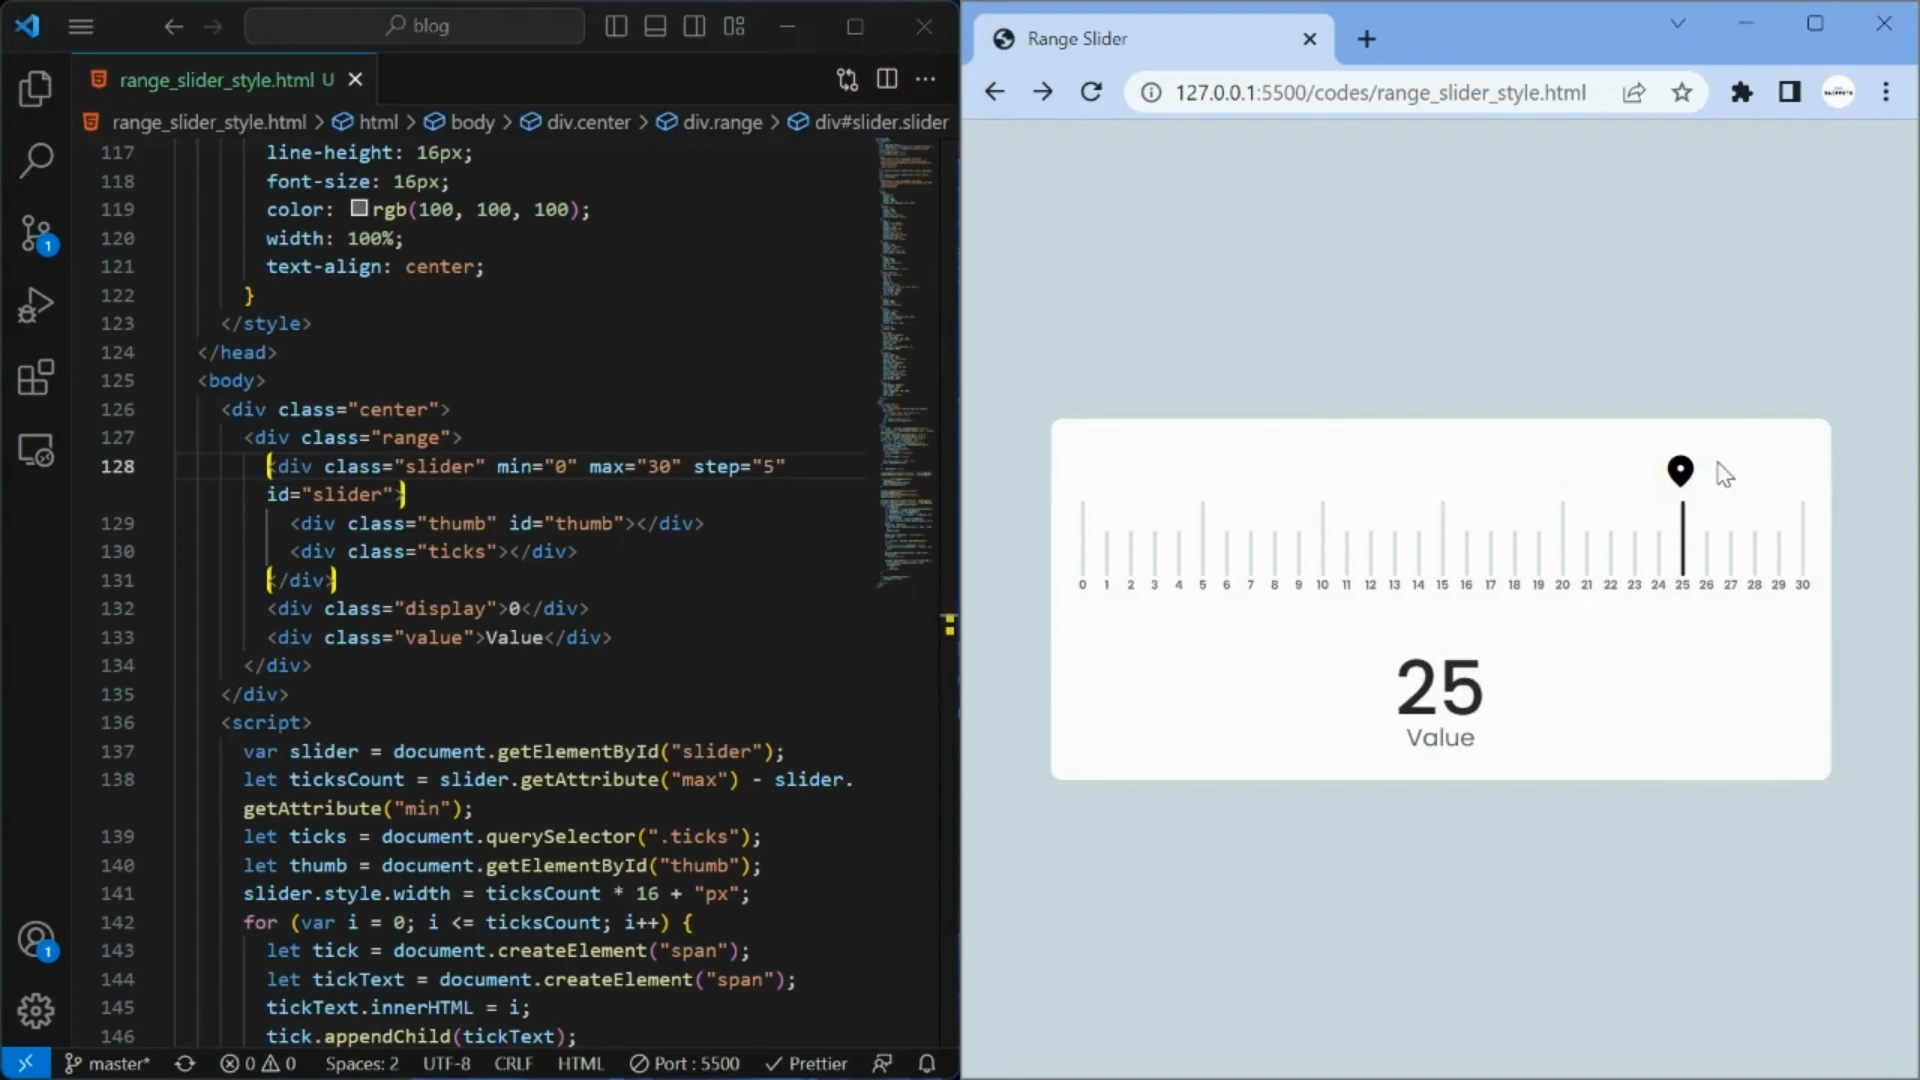 blog
range_slider_style.html U
range_slider_style.html > html > body > div.center > div.range > div#slider.slider
117 line-height: 16px;
118 font-size: 16px;
119 color: rgb(100, 100, 100);
120 width: 100%;
121 text-align: center;
122 }
123 </style>
124 </head>
125 <body>
126 <div class="center">
127 <div class="range">
128 <div class="slider" min="0" max="30" step="5"
id="slider">
129 <div class="thumb" id="thumb"></div>
130 <div class="ticks"></div>
131 </div>
132 <div class="display">0</div>
133 <div class="value">Value</div>
134 </div>
135 </div>
136 <script>
137 var slider = document.getElementById("slider");
138 let ticksCount = slider.getAttribute("max") - slider.
getAttribute("min");
139 let ticks = document.querySelector(".ticks");
140 let thumb = document.getElementById("thumb");
141 slider.style.width = ticksCount * 16 + "px";
142 for (var i = 0; i <= ticksCount; i++) {
143 let tick = document.createElement("span");
144 let tickText = document.createElement("span");
145 tickText.innerHTML = i;
146 tick.appendChild(tickText);
1
1
master* 0 0 Spaces: 2 UTF-8 CRLF HTML Port : 5500 Prettier
Range Slider
127.0.0.1:5500/codes/range_slider_style.html
0 1 2 3 4 5 6 7 8 9 10 11 12 13 14 15 16 17 18 19 20 21 22 23 24 25 26 27 28 29 30
25
Value